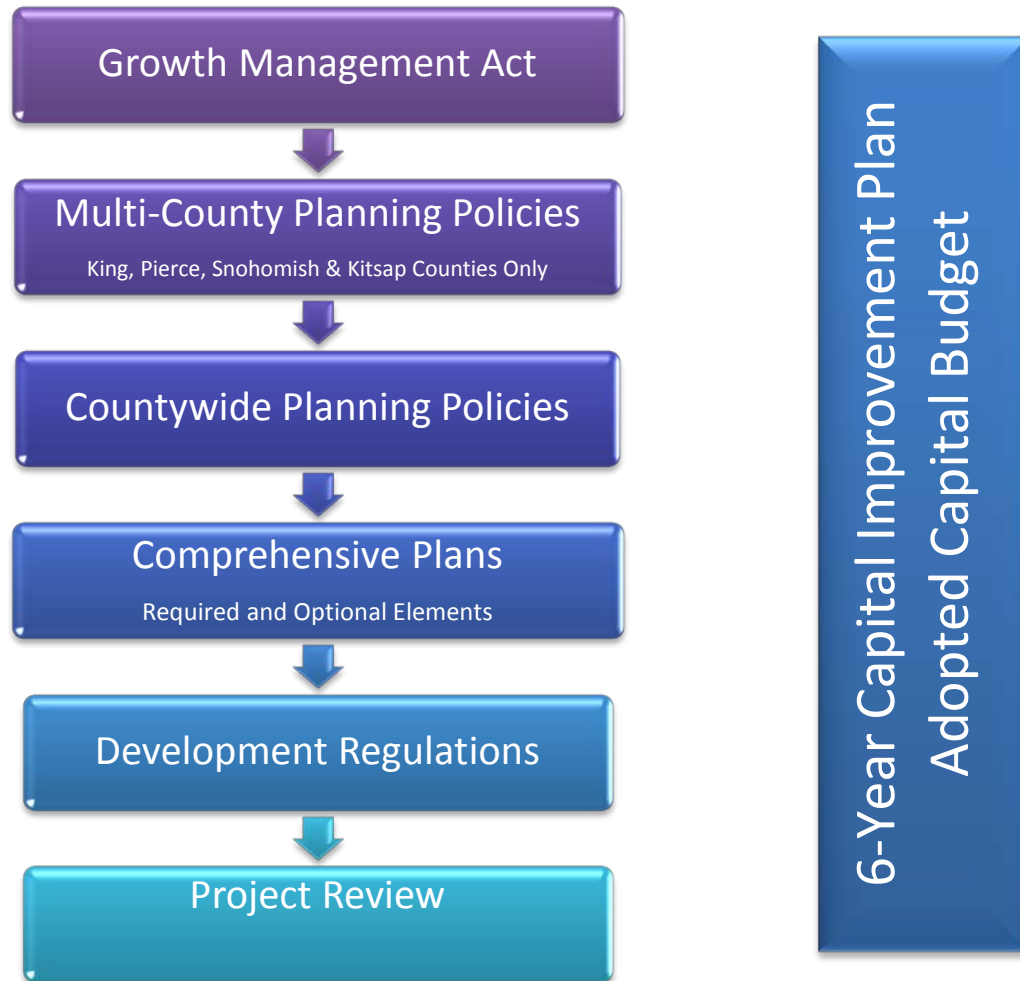 Growth Management Act
Multi-County Planning Policies
King, Pierce, Snohomish & Kitsap Counties Only
Countywide Planning Policies
Comprehensive Plans
Required and Optional Elements
Development Regulations
Project Review
6-Year Capital Improvement Plan
Adopted Capital Budget